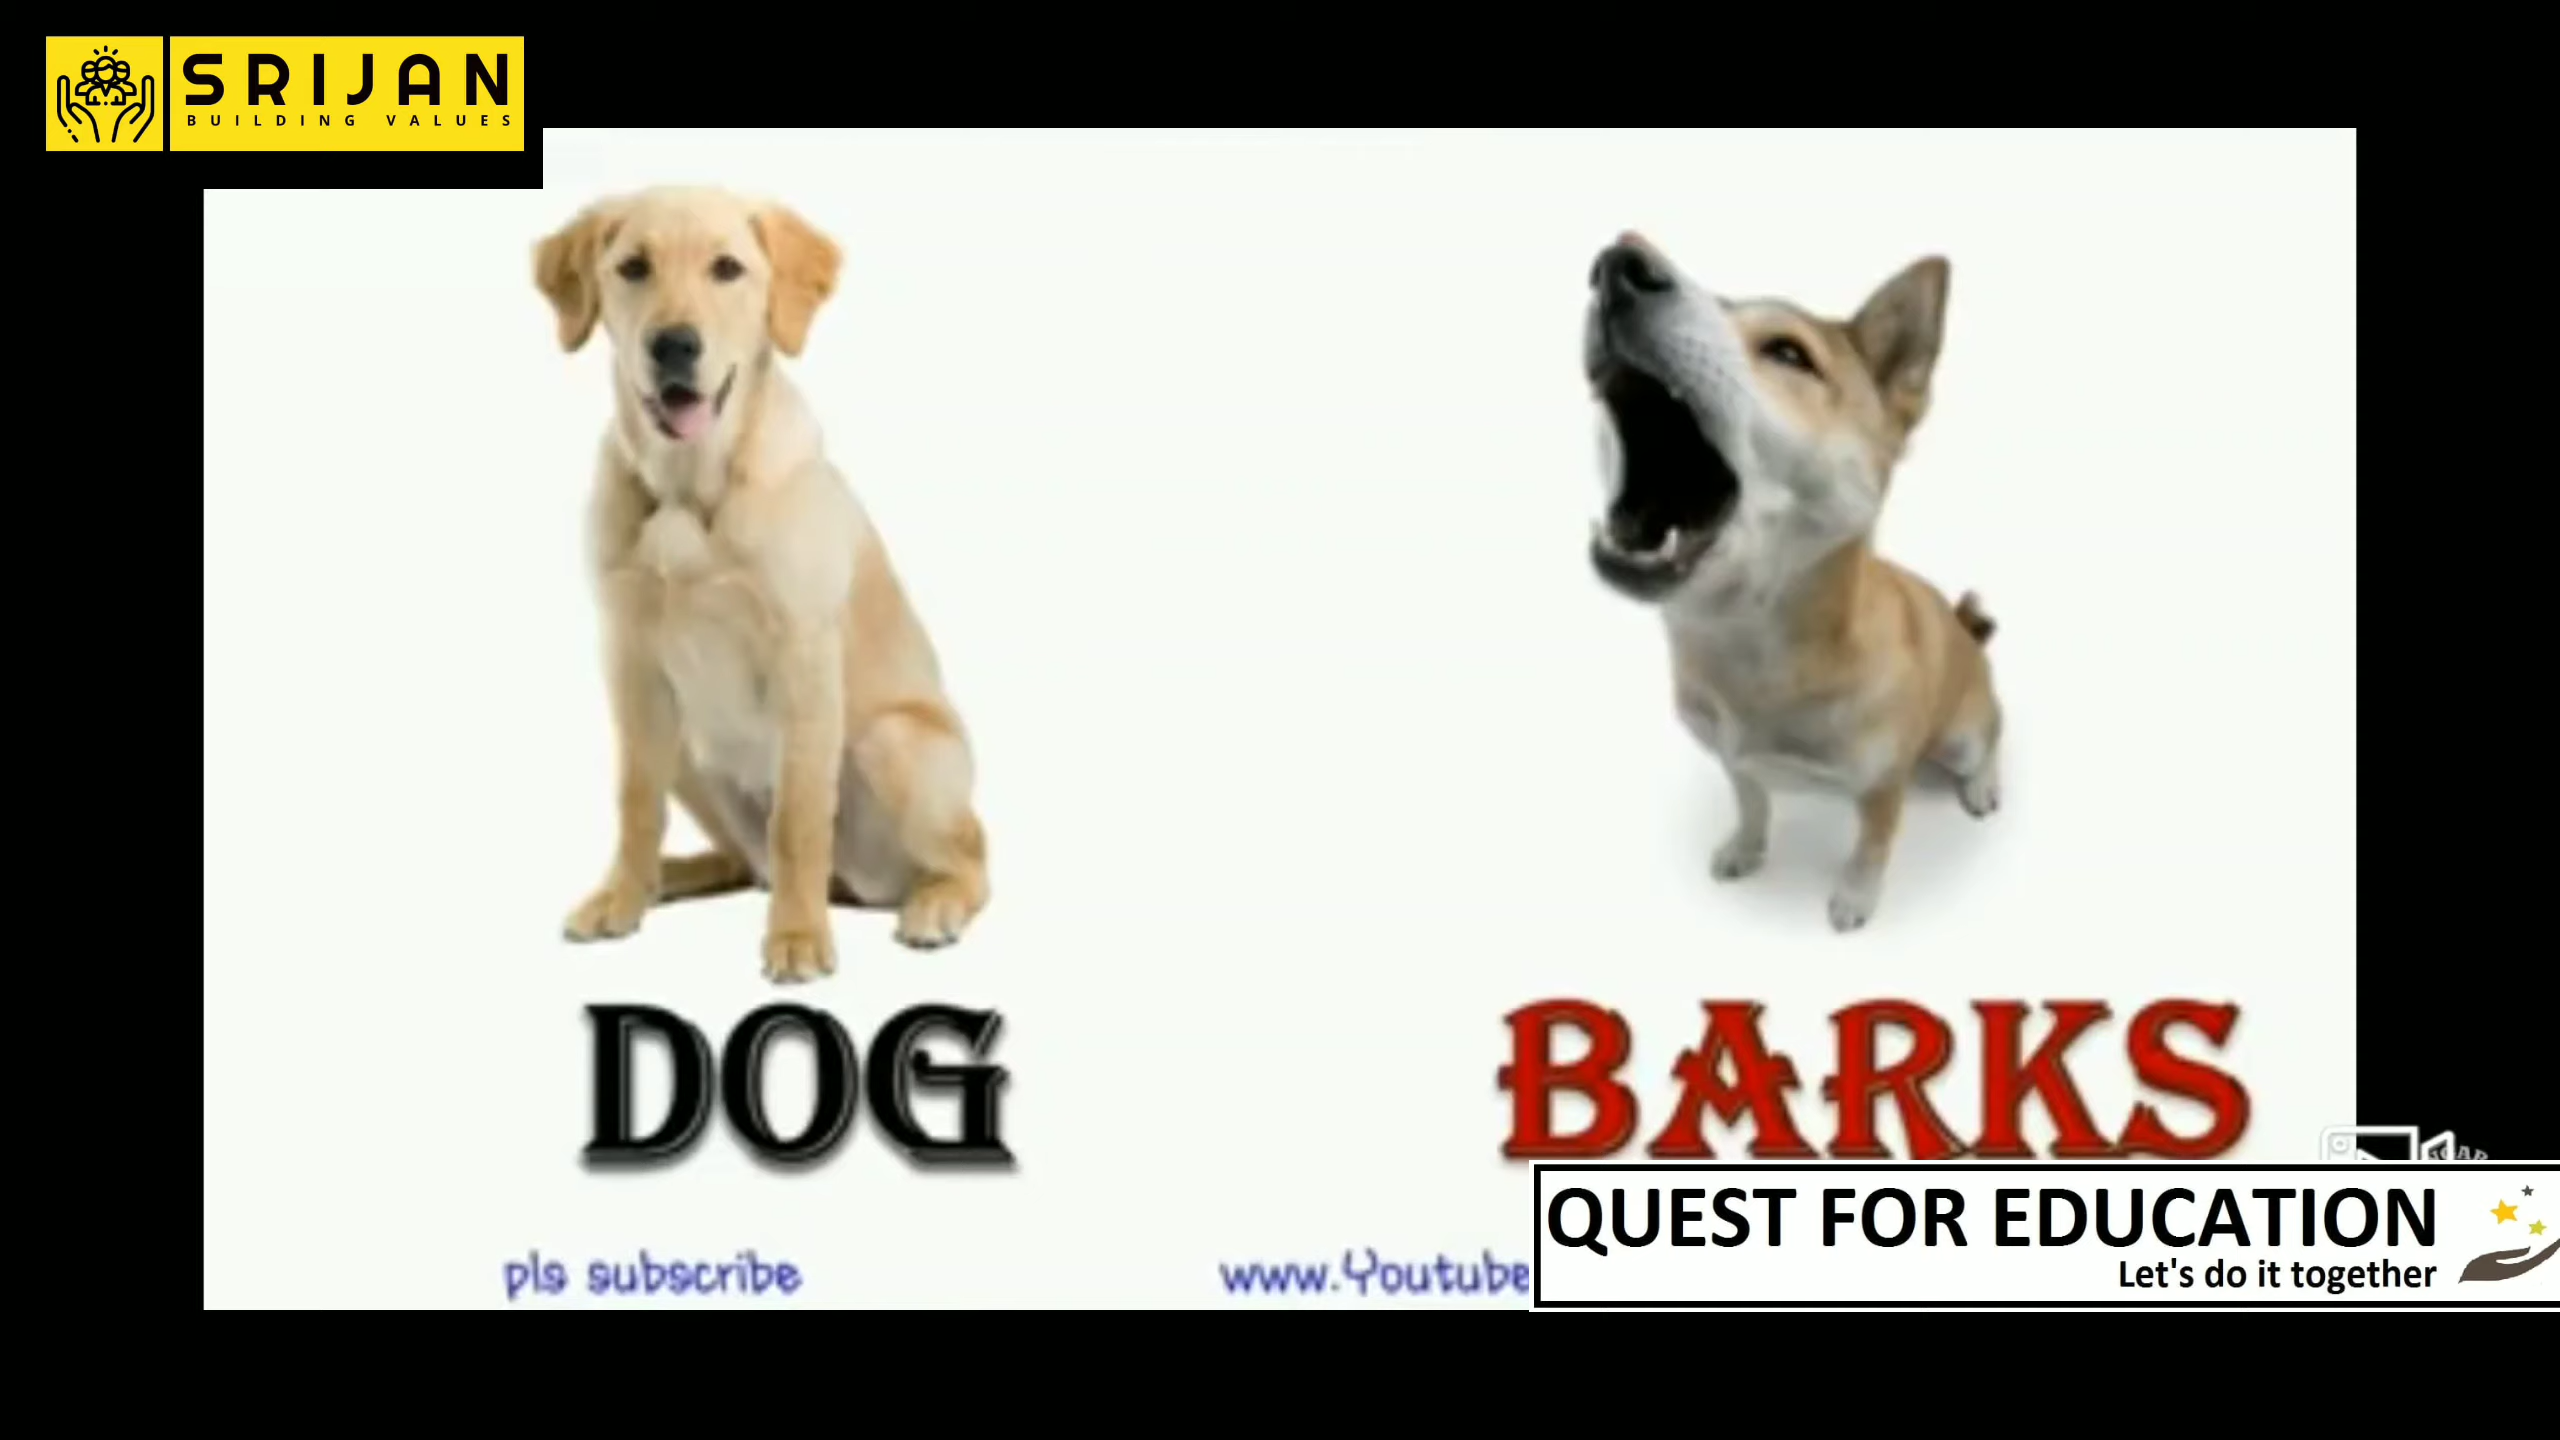 SRIJAN
BUILDING VALUES
DOG
BARKS
QUEST FOR EDUCATION
Let's do it together
pls subscribe
www.Youtube